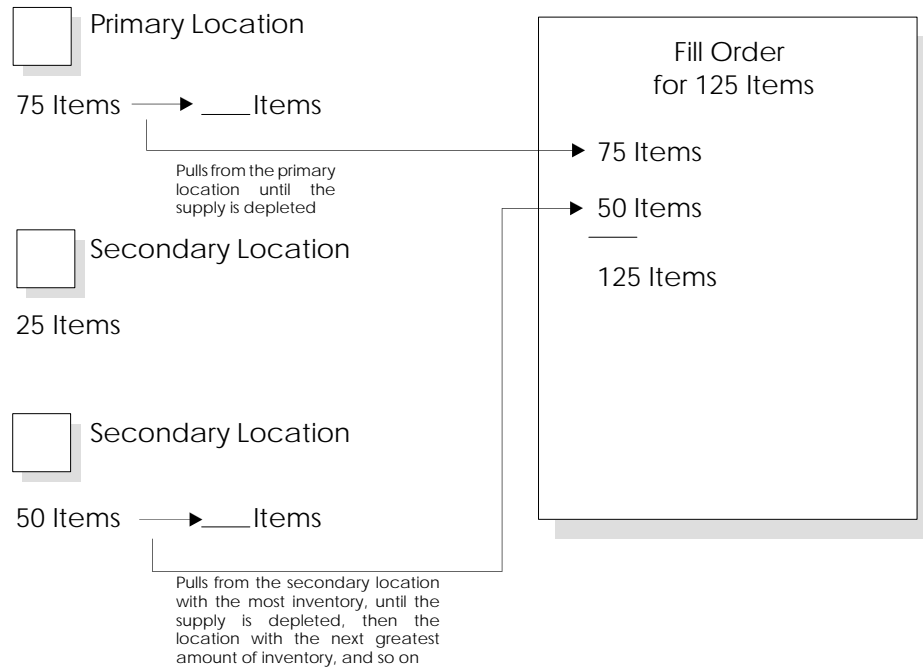 Primary Location
75 Items ____ Items
Pulls from the primary
location until the
supply is depleted
Secondary Location
25 Items
Secondary Location
50 Items ____ Items
Pulls from the secondary location
with the most inventory, until the
supply is depleted, then the
location with the next greatest
amount of inventory, and so on
Fill Order
for 125 Items
75 Items
50 Items
125 Items